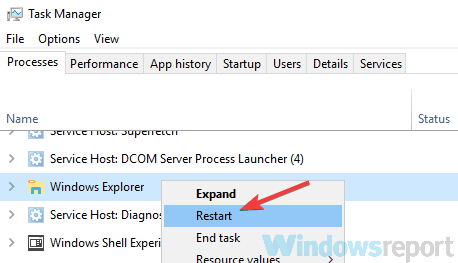 Task Manager
File Options View
Processes Performance App history Startup Users Details Services
Name Status
Service Host: Superfetch
Service Host: DCOM Server Process Launcher (4)
Windows Explorer
Expand
Restart
Service Host: Diagnos
End task
Windows Shell Experi
Resource values
Windowsreport